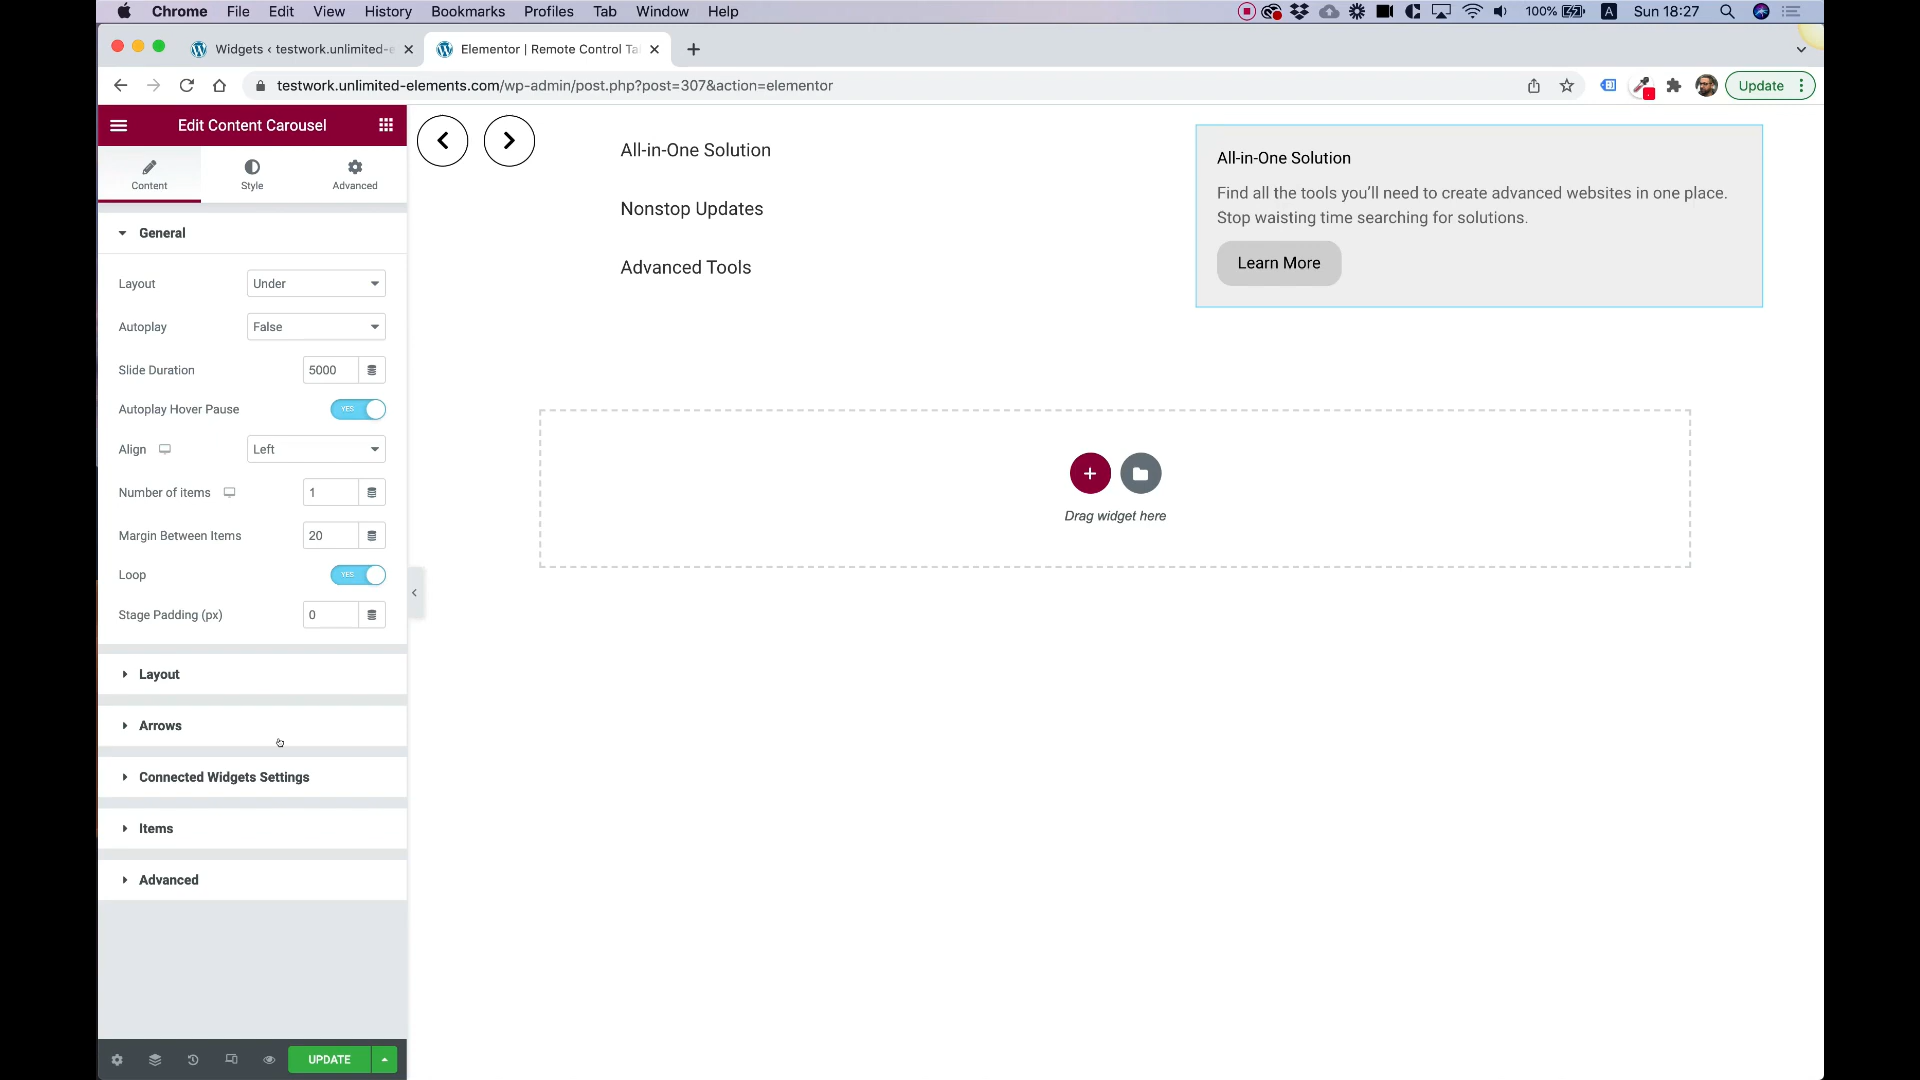 Chrome File Edit View History Bookmarks Profiles Tab Window Help
100% A Sun 18:27
Widgets ‹ testwork.unlimited-e
Elementor | Remote Control Ta
testwork.unlimited-elements.com/wp-admin/post.php?post=307&action=elementor
Update
Edit Content Carousel
Content
Style
Advanced
General
Layout
Under
Autoplay
False
Slide Duration
5000
Autoplay Hover Pause
YES
Align
Left
Number of items
1
Margin Between Items
20
Loop
YES
Stage Padding (px)
0
Layout
Arrows
Connected Widgets Settings
Items
Advanced
UPDATE
All-in-One Solution
Nonstop Updates
Advanced Tools
All-in-One Solution
Find all the tools you'll need to create advanced websites in one place.
Stop waisting time searching for solutions.
Learn More
Drag widget here